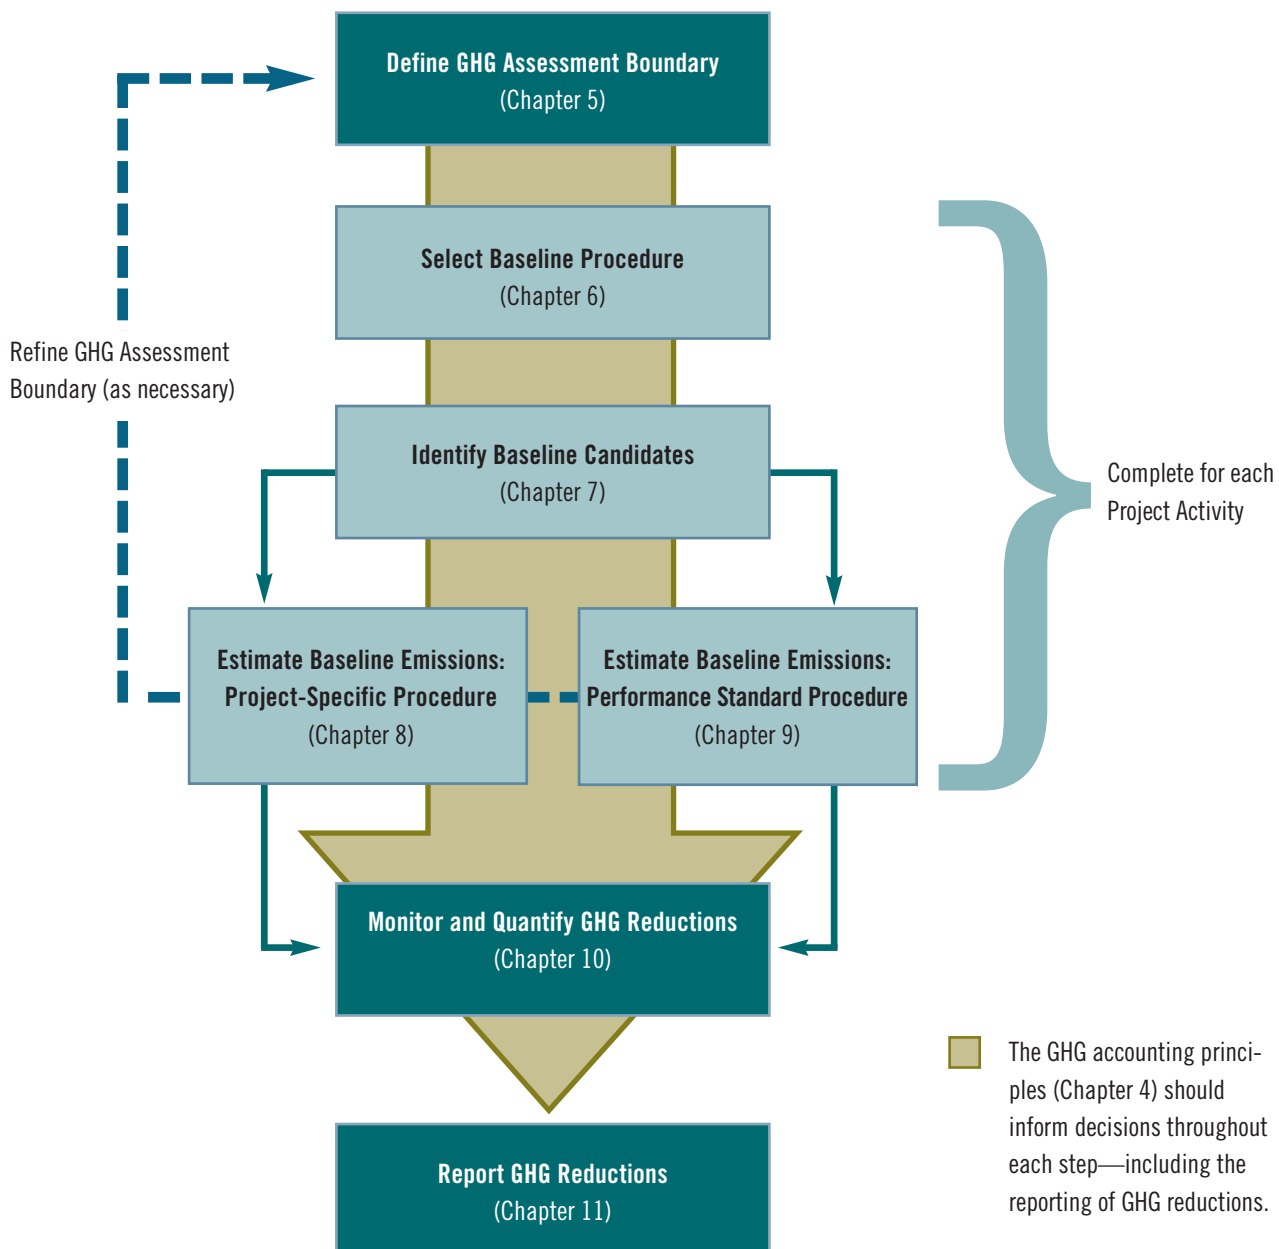 Define GHG Assessment Boundary
(Chapter 5)
Select Baseline Procedure
(Chapter 6)
Refine GHG Assessment
Boundary (as necessary)
Identify Baseline Candidates
(Chapter 7)
Complete for each
Project Activity
Estimate Baseline Emissions:
Project-Specific Procedure
(Chapter 8)
Estimate Baseline Emissions:
Performance Standard Procedure
(Chapter 9)
Monitor and Quantify GHG Reductions
(Chapter 10)
Report GHG Reductions
(Chapter 11)
The GHG accounting princi-
ples (Chapter 4) should
inform decisions throughout
each step—including the
reporting of GHG reductions.